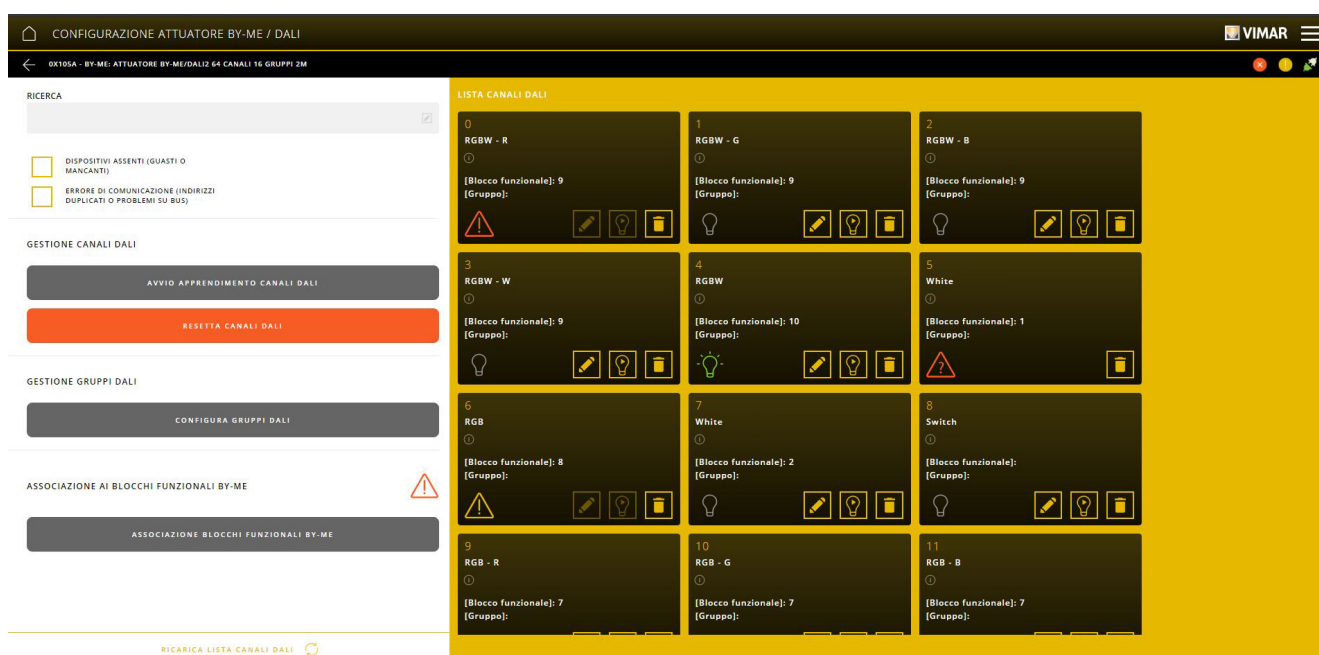 CONFIGURAZIONE ATTUATORE BY-ME / DALI
VIMAR
0X105A - BY-ME: ATTUATORE BY-ME/DALI2 64 CANALI 16 GRUPPI 2M
RICERCA
DISPOSITIVI ASSENTI (GUASTI O
MANCANTI)
ERRORE DI COMUNICAZIONE (INDIRIZZI
DUPLICATI O PROBLEMI SU BUS)
GESTIONE CANALI DALI
AVVIO APPRENDIMENTO CANALI DALI
RESETTA CANALI DALI
GESTIONE GRUPPI DALI
CONFIGURA GRUPPI DALI
ASSOCIAZIONE AI BLOCCHI FUNZIONALI BY-ME
ASSOCIAZIONE BLOCCHI FUNZIONALI BY-ME
RICARICA LISTA CANALI DALI
LISTA CANALI DALI
0
RGBW - R
[Blocco funzionale]: 9
[Gruppo]:
1
RGBW - G
[Blocco funzionale]: 9
[Gruppo]:
2
RGBW - B
[Blocco funzionale]: 9
[Gruppo]:
3
RGBW - W
[Blocco funzionale]: 9
[Gruppo]:
4
RGBW
[Blocco funzionale]: 10
[Gruppo]:
5
White
[Blocco funzionale]: 1
[Gruppo]:
6
RGB
[Blocco funzionale]: 8
[Gruppo]:
7
White
[Blocco funzionale]: 2
[Gruppo]:
8
Switch
[Blocco funzionale]:
[Gruppo]:
9
RGB - R
[Blocco funzionale]: 7
[Gruppo]:
10
RGB - G
[Blocco funzionale]: 7
[Gruppo]:
11
RGB - B
[Blocco funzionale]: 7
[Gruppo]: